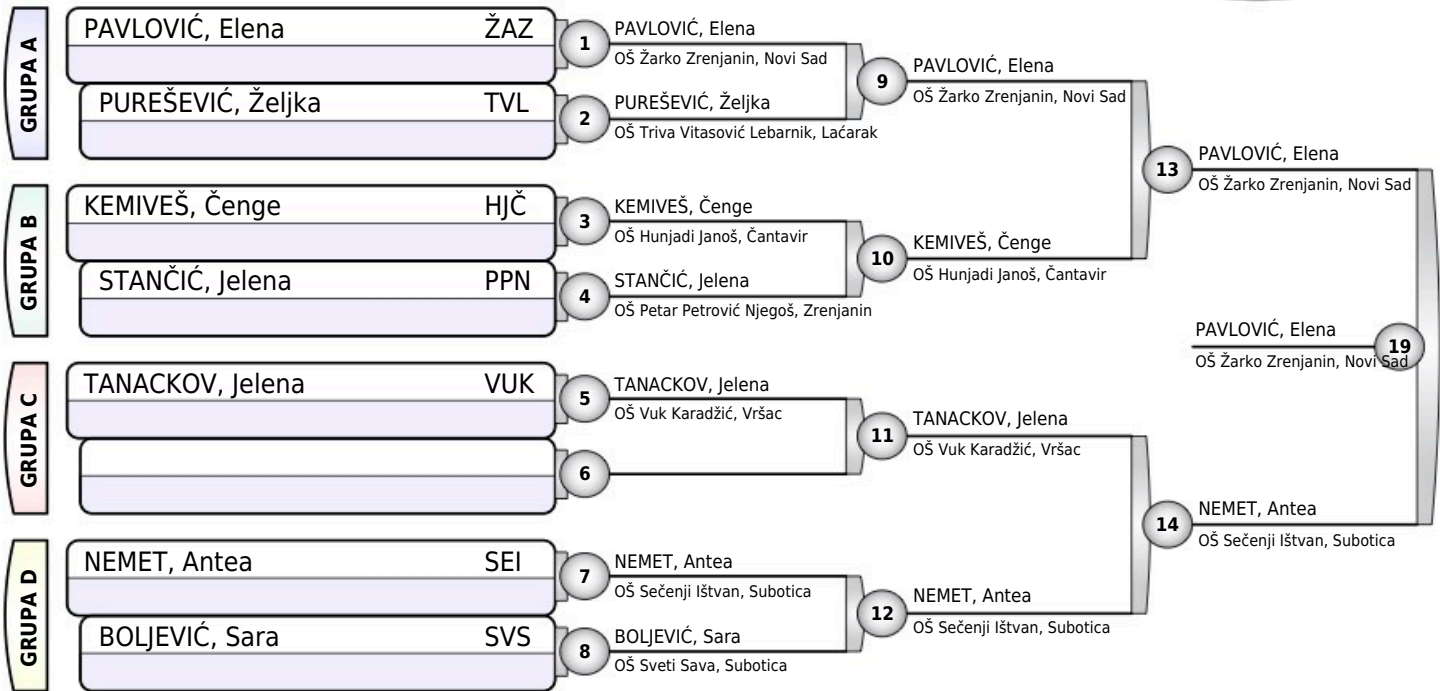 GRUPA A
PAVLOVIĆ, Elena ŽAZ
PUREŠEVIĆ, Željka TVL
1
PAVLOVIĆ, Elena
OŠ Žarko Zrenjanin, Novi Sad
2
PUREŠEVIĆ, Željka
OŠ Triva Vitasović Lebarnik, Laćarak
9
PAVLOVIĆ, Elena
OŠ Žarko Zrenjanin, Novi Sad
GRUPA B
KEMIVEŠ, Čenge HJČ
STANČIĆ, Jelena PPN
3
KEMIVEŠ, Čenge
OŠ Hunjadi Janoš, Čantavir
4
STANČIĆ, Jelena
OŠ Petar Petrović Njegoš, Zrenjanin
10
KEMIVEŠ, Čenge
OŠ Hunjadi Janoš, Čantavir
13
PAVLOVIĆ, Elena
OŠ Žarko Zrenjanin, Novi Sad
GRUPA C
TANACKOV, Jelena VUK
5
TANACKOV, Jelena
OŠ Vuk Karadžić, Vršac
6
11
TANACKOV, Jelena
OŠ Vuk Karadžić, Vršac
GRUPA D
NEMET, Antea SEI
BOLJEVIĆ, Sara SVS
7
NEMET, Antea
OŠ Sečenji Ištvan, Subotica
8
BOLJEVIĆ, Sara
OŠ Sveti Sava, Subotica
12
NEMET, Antea
OŠ Sečenji Ištvan, Subotica
14
NEMET, Antea
OŠ Sečenji Ištvan, Subotica
PAVLOVIĆ, Elena
OŠ Žarko Zrenjanin, Novi Sad
19